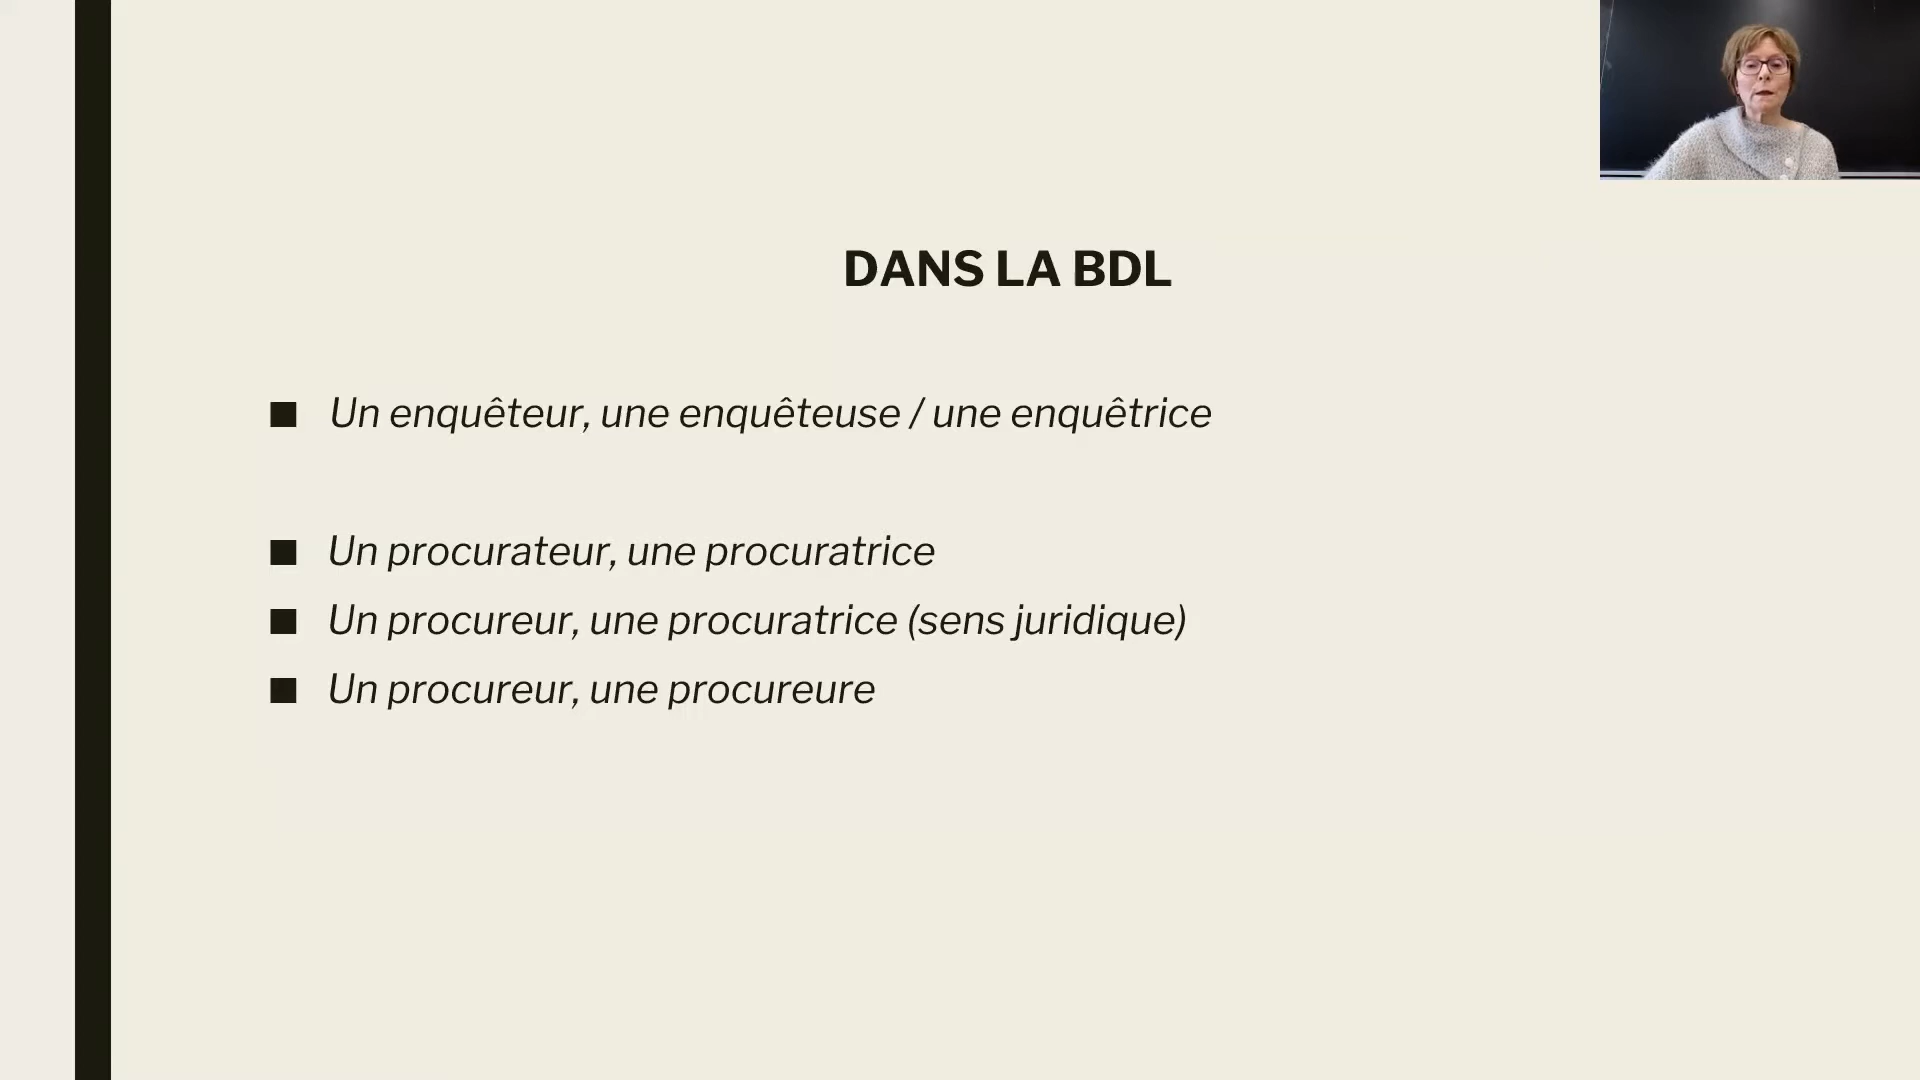 DANS LA BDL
Un enquêteur, une enquêteuse / une enquêtrice
Un procurateur, une procuratrice
Un procureur, une procuratrice (sens juridique)
Un procureur, une procureure